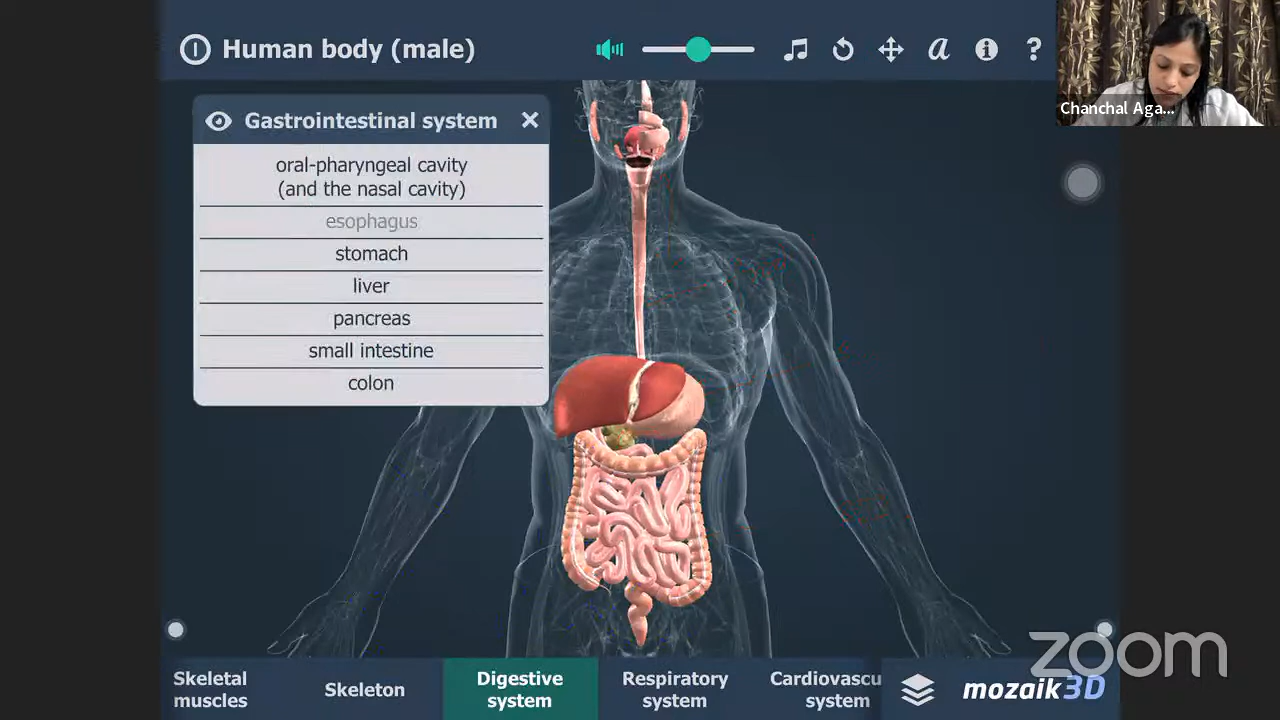 Human body (male)
a
i
?
Chanchal Aga...
Gastrointestinal system
oral-pharyngeal cavity
(and the nasal cavity)
esophagus
stomach
liver
pancreas
small intestine
colon
Skeletal
muscles
Skeleton
Digestive
system
Respiratory
system
Cardiovascu
system
mozaik3D
zoom